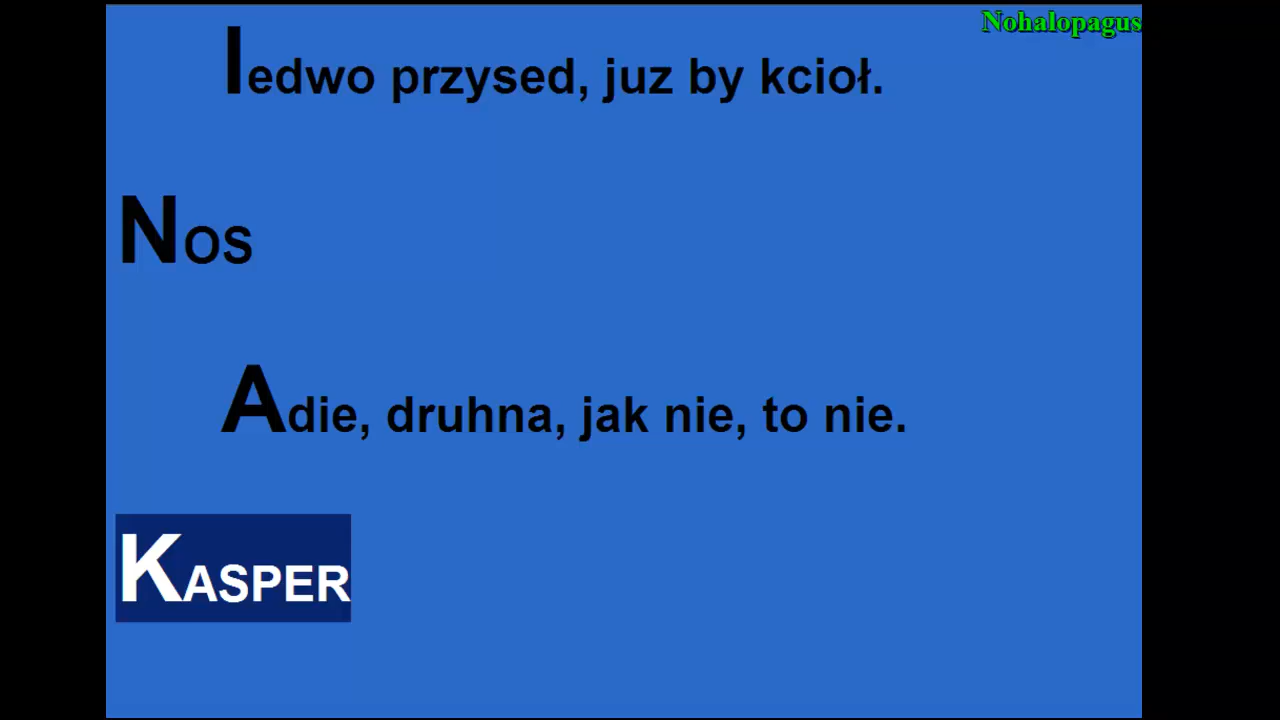 Nohalopagus
Iedwo przysed, juz by kcioł.
NOS
Adie, druhna, jak nie, to nie.
KASPER